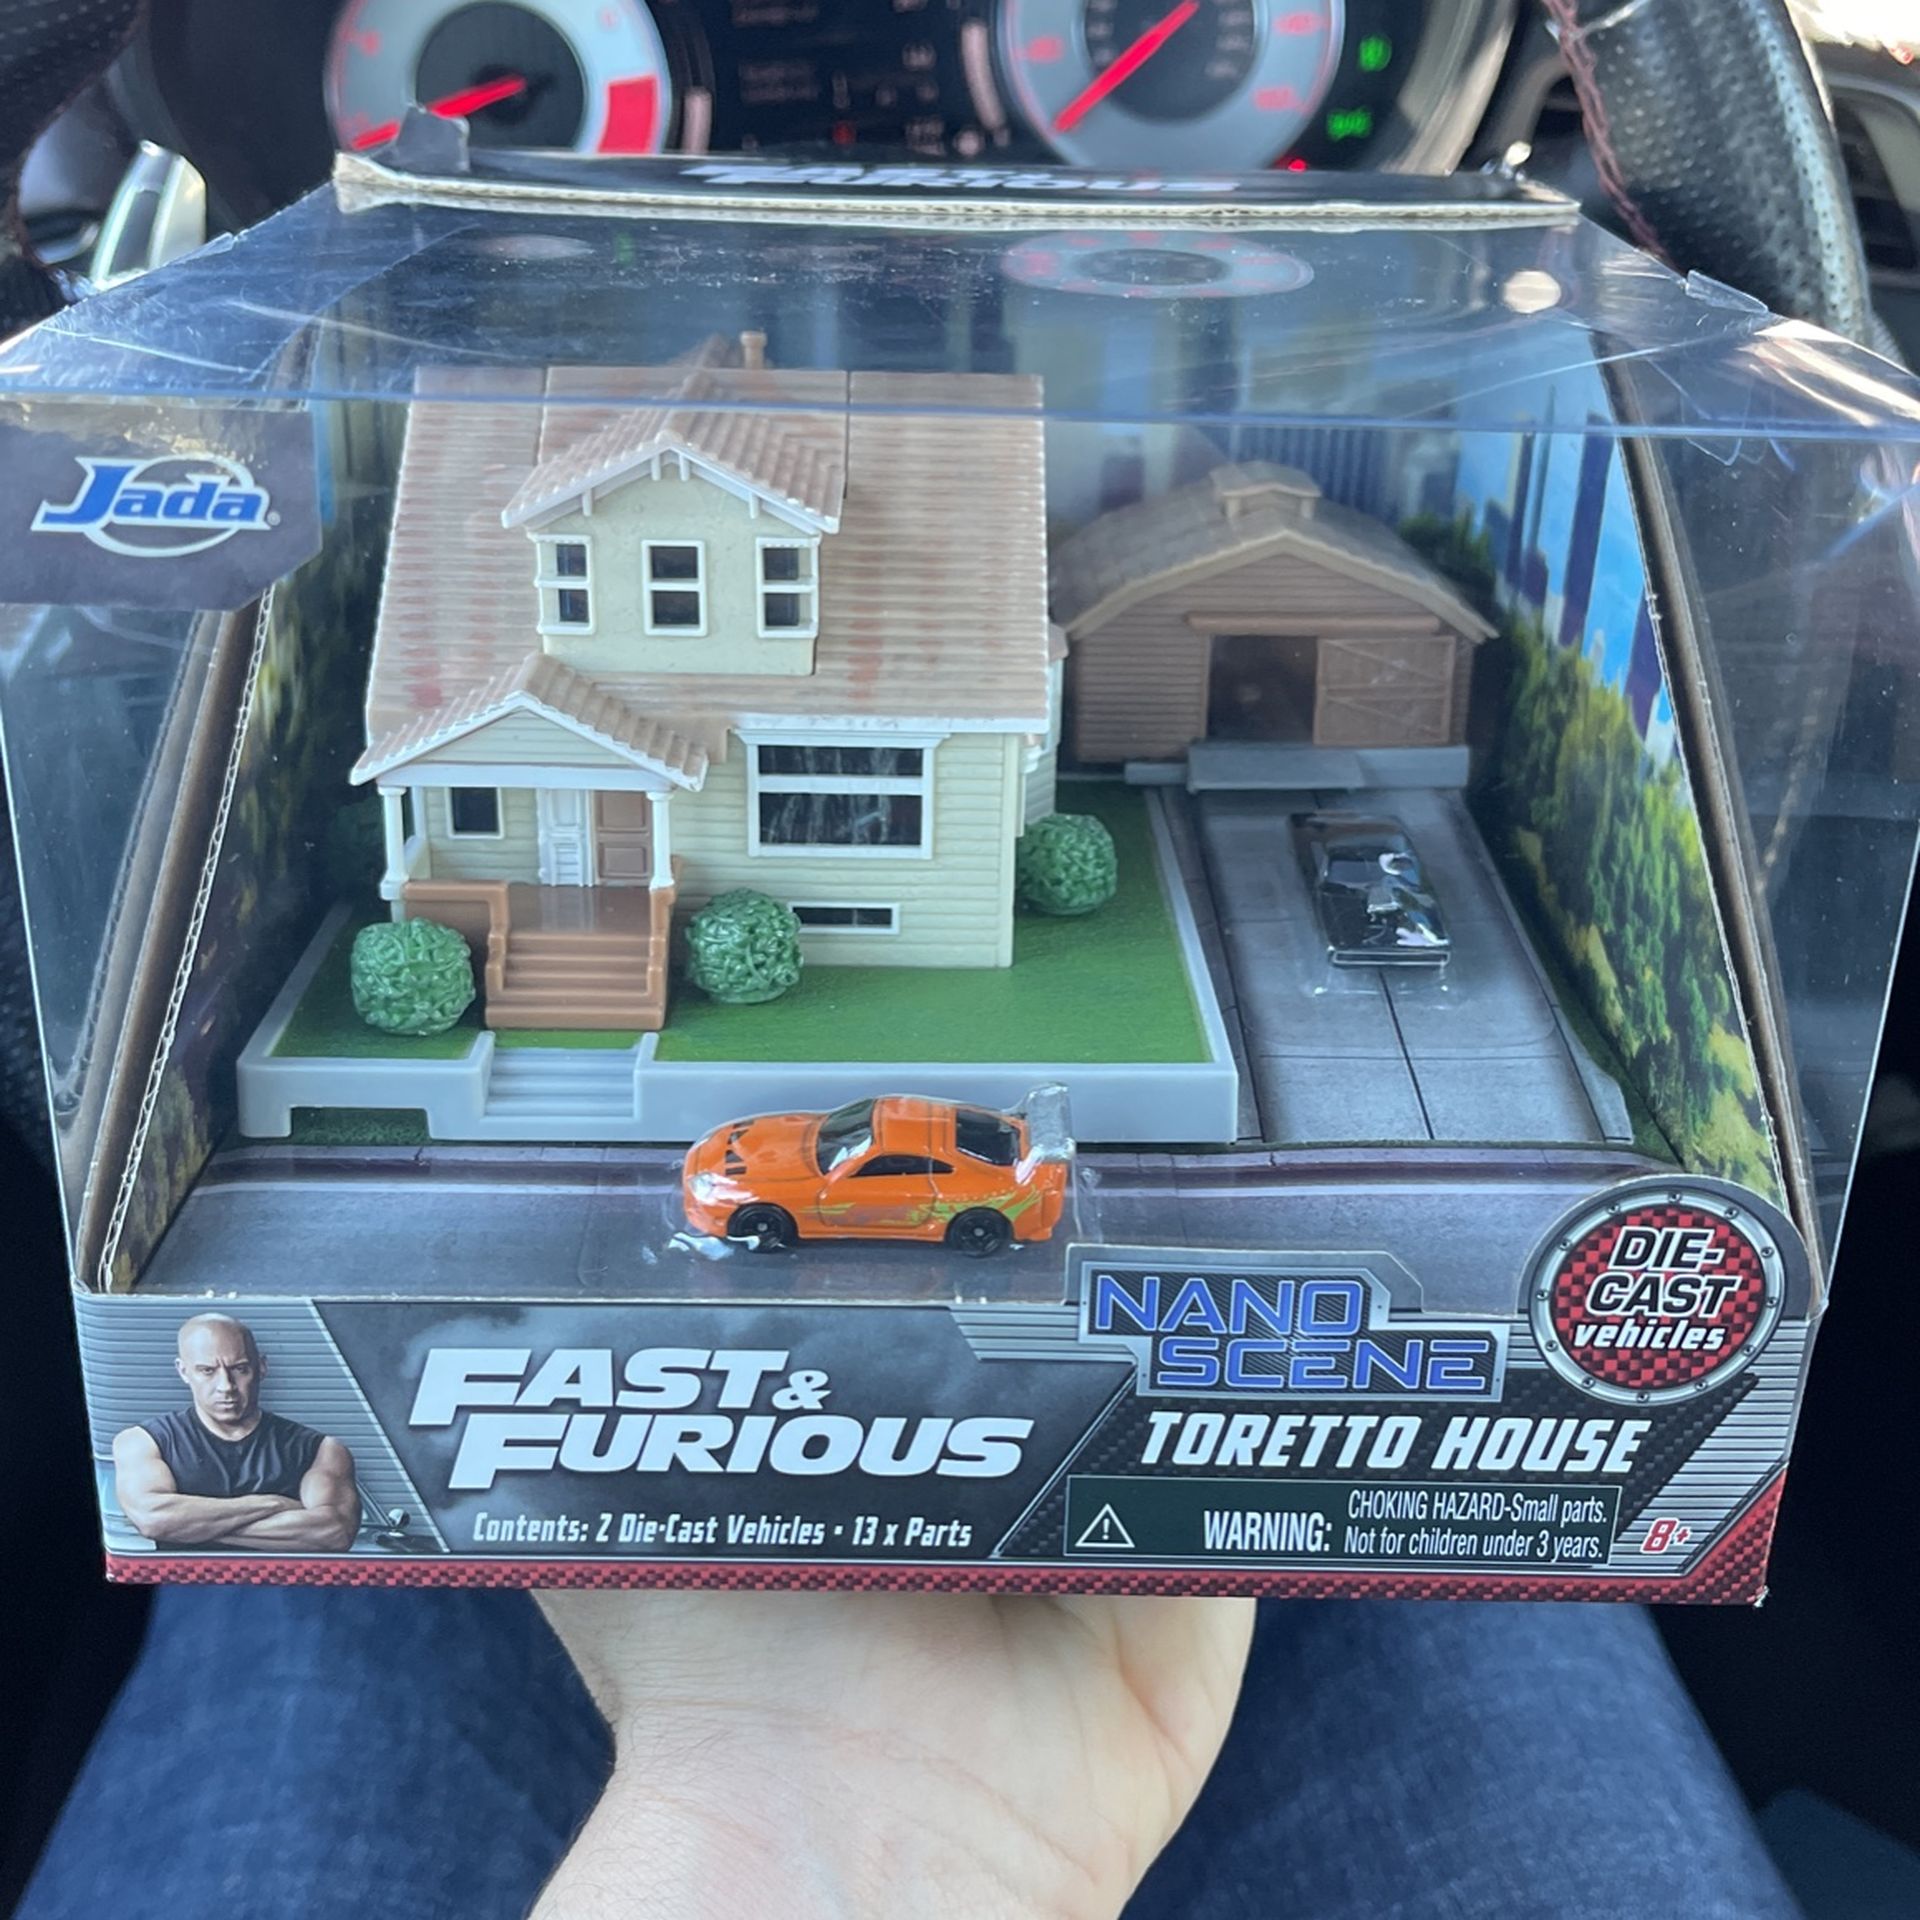 FURIOUS
Jada
DIE-
CAST
vehicles
NANO
SCENE
FAST &
FURIOUS
TORETTO HOUSE
Contents: 2 Die-Cast Vehicles • 13 x Parts
WARNING:
CHOKING HAZARD-Small parts.
Not for children under 3 years.
8+